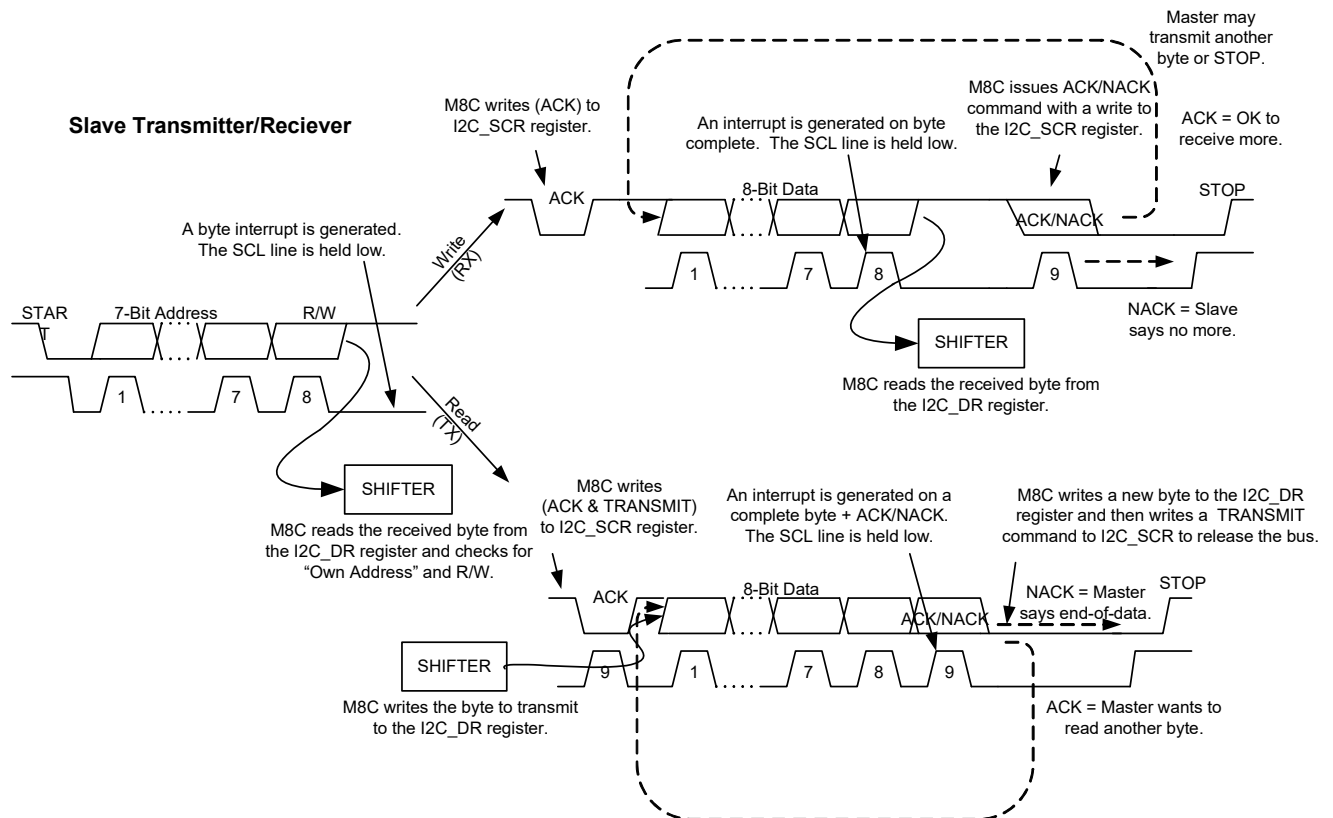 Slave Transmitter/Reciever
Master may
transmit another
byte or STOP.
M8C writes (ACK) to
I2C_SCR register.
An interrupt is generated on byte
complete.  The SCL line is held low.
M8C issues ACK/NACK
command with a write to
the I2C_SCR register.
ACK = OK to
receive more.
A byte interrupt is generated.
The SCL line is held low.
Write
(RX)
ACK
8-Bit Data
ACK/NACK
STOP
1
7
8
9
NACK = Slave
says no more.
SHIFTER
M8C reads the received byte from
the I2C_DR register.
STAR
T
7-Bit Address
R/W
1
7
8
Read
(TX)
SHIFTER
M8C reads the received byte from
the I2C_DR register and checks for
“Own Address” and R/W.
M8C writes
(ACK & TRANSMIT)
to I2C_SCR register.
An interrupt is generated on a
complete byte + ACK/NACK.
The SCL line is held low.
M8C writes a new byte to the I2C_DR
register and then writes a  TRANSMIT
command to I2C_SCR to release the bus.
ACK
8-Bit Data
ACK/NACK
NACK = Master
says end-of-data.
STOP
SHIFTER
9
1
7
8
9
M8C writes the byte to transmit
to the I2C_DR register.
ACK = Master wants to
read another byte.